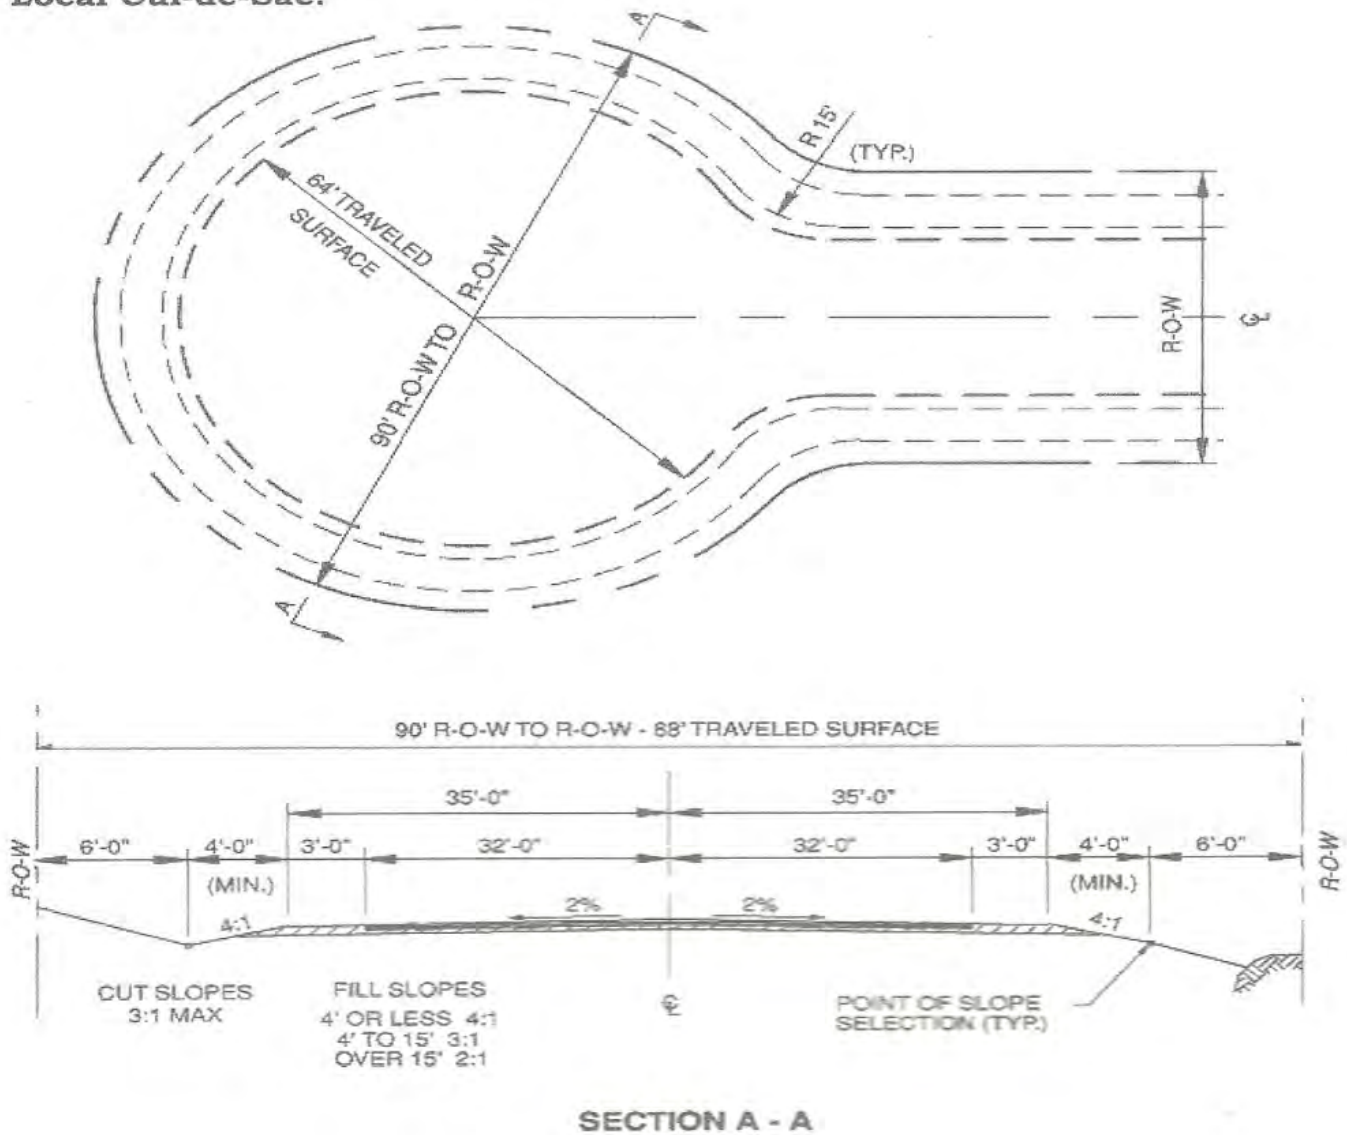 Local Cul-de-Sac:
A
R 15'
(TYP.)
64' TRAVELED
SURFACE
R-O-W
90' R-O-W TO
R-O-W
℄
A
90' R-O-W TO R-O-W - 88' TRAVELED SURFACE
35'-0" 35'-0"
6'-0" 4'-0" 3'-0" 32'-0" 32'-0" 3'-0" 4'-0" 6'-0"
R-O-W
(MIN.) (MIN.)
R-O-W
4:1 2% 2% 4:1
CUT SLOPES
3:1 MAX
FILL SLOPES
4' OR LESS 4:1
4' TO 15' 3:1
OVER 15' 2:1
℄
POINT OF SLOPE
SELECTION (TYP.)
SECTION A - A